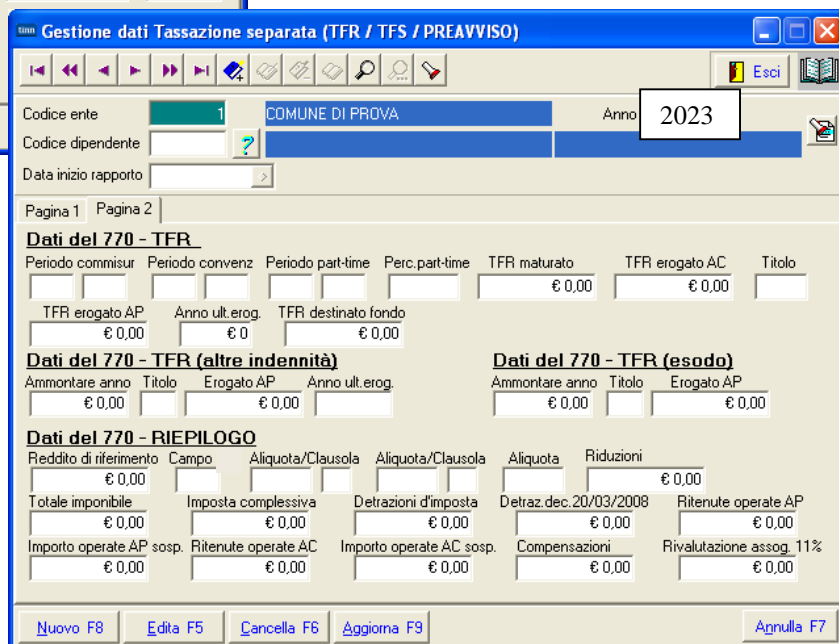 tinn Gestione dati Tassazione separata (TFR / TFS / PREAVVISO)
Esci
Codice ente 1 COMUNE DI PROVA Anno 2023
Codice dipendente ?
Data inizio rapporto >
Pagina 1 Pagina 2
Dati del 770 - TFR
Periodo commisur Periodo convenz Periodo part-time Perc.part-time TFR maturato TFR erogato AC Titolo
€ 0,00 € 0,00
TFR erogato AP Anno ult.erog. TFR destinato fondo
€ 0,00 € 0 € 0,00
Dati del 770 - TFR (altre indennità) Dati del 770 - TFR (esodo)
Ammontare anno Titolo Erogato AP Anno ult.erog. Ammontare anno Titolo Erogato AP
€ 0,00 € 0,00 € 0,00 € 0,00
Dati del 770 - RIEPILOGO
Reddito di riferimento Campo Aliquota/Clausola Aliquota/Clausola Aliquota Riduzioni
€ 0,00 € 0,00
Totale imponibile Imposta complessiva Detrazioni d'imposta Detraz.dec.20/03/2008 Ritenute operate AP
€ 0,00 € 0,00 € 0,00 € 0,00 € 0,00
Importo operate AP sosp. Ritenute operate AC Importo operate AC sosp. Compensazioni Rivalutazione assog. 11%
€ 0,00 € 0,00 € 0,00 € 0,00 € 0,00
Nuovo F8 Edita F5 Cancella F6 Aggiorna F9 Annulla F7